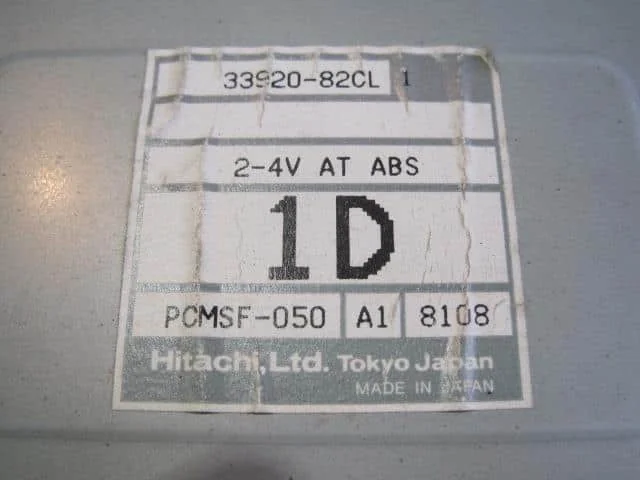 33920-82CL 1
2-4V AT ABS
1D
PCMSF-050 A1 8108
Hitachi,Ltd. Tokyo Japan
MADE IN JAPAN